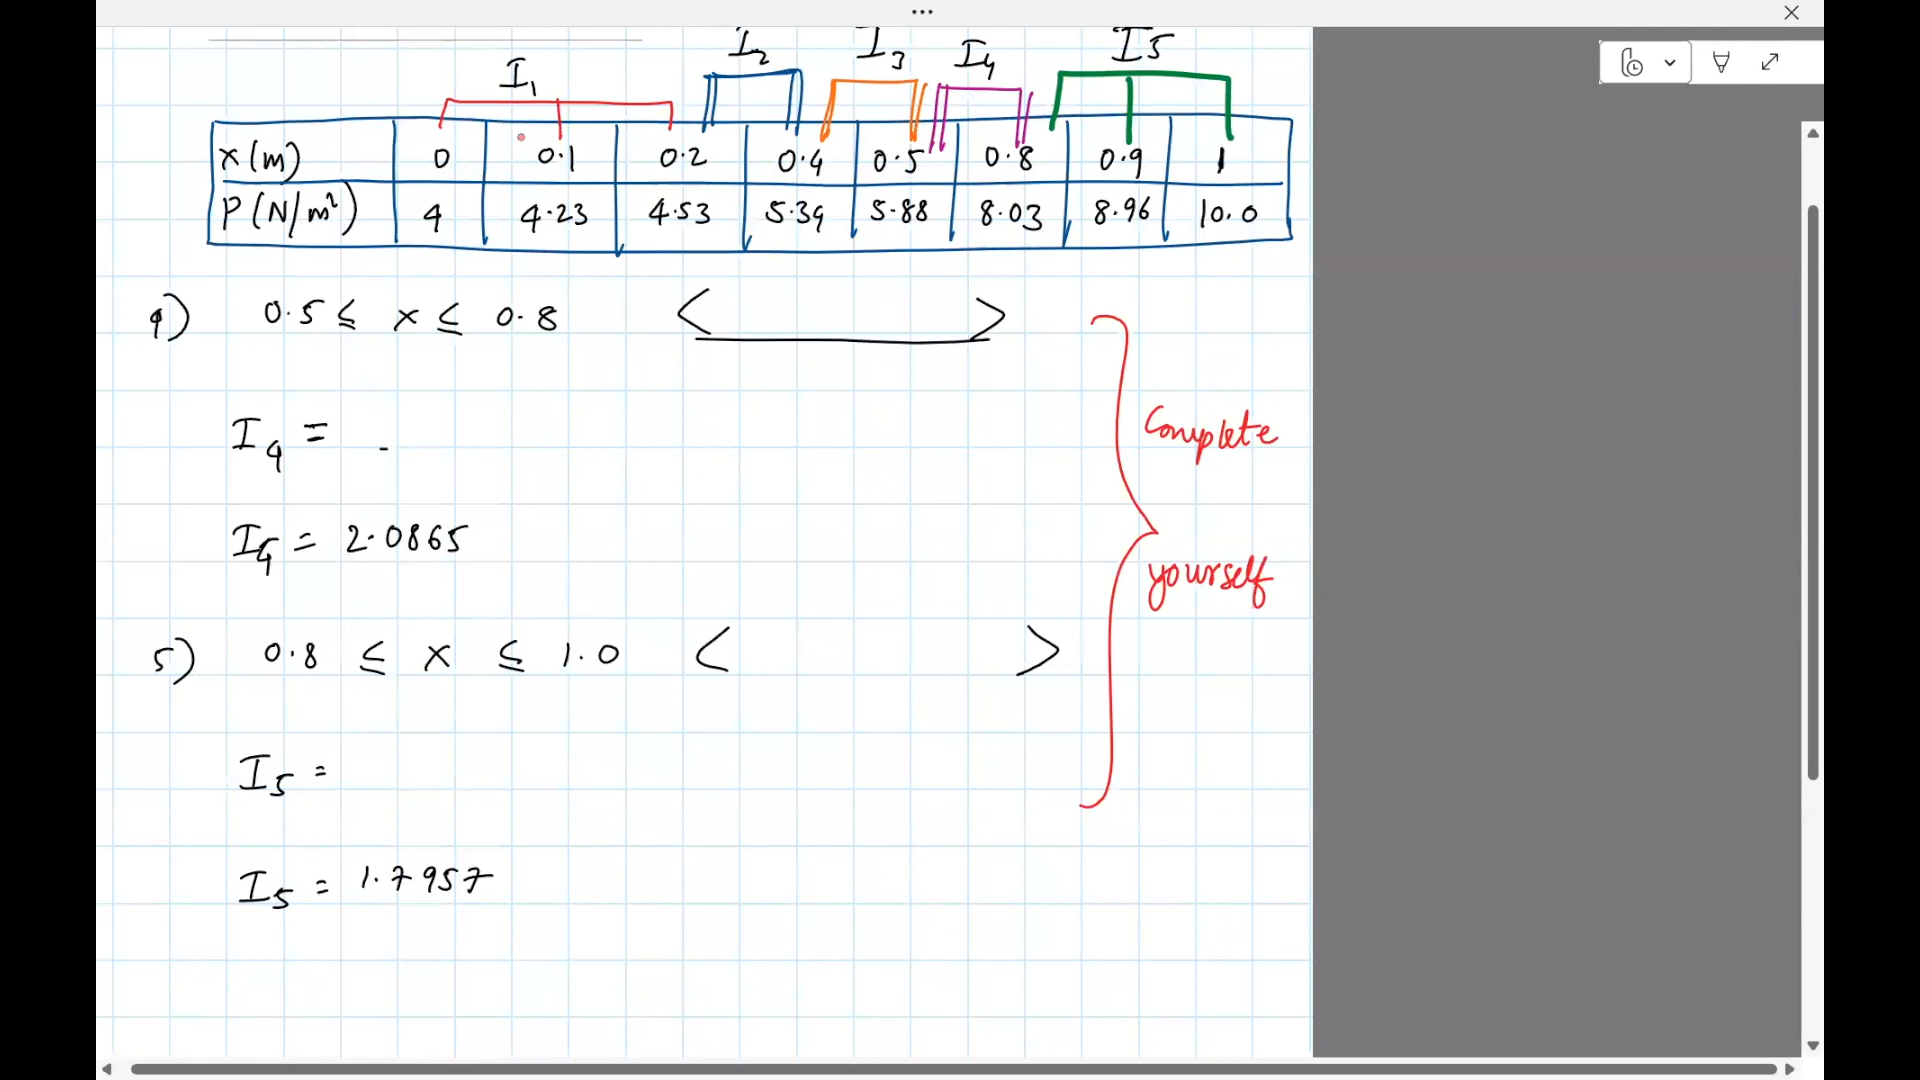 I1 I2 I3 I4 I5
x (m) 0 0.1 0.2 0.4 0.5 0.8 0.9 1
P (N/m²) 4 4.23 4.53 5.39 5.88 8.03 8.96 10.0
4) 0.5 ≤ x ≤ 0.8 < >
I4 = .
I4 = 2.0865
5) 0.8 ≤ x ≤ 1.0 < >
I5 =
I5 = 1.7957
Complete
yourself